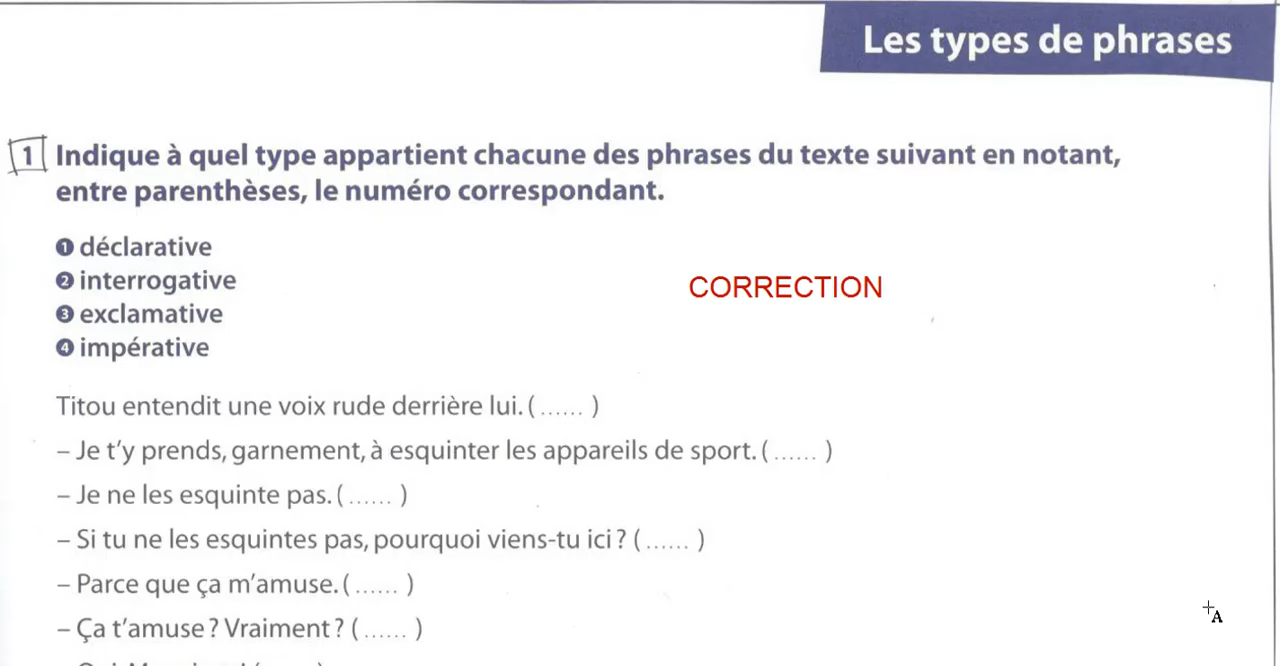 Les types de phrases
1 Indique à quel type appartient chacune des phrases du texte suivant en notant,
entre parenthèses, le numéro correspondant.
❶ déclarative
❷ interrogative
CORRECTION
❸ exclamative
❹ impérative
Titou entendit une voix rude derrière lui. ( ...... )
– Je t'y prends, garnement, à esquinter les appareils de sport. ( ...... )
– Je ne les esquinte pas. ( ...... )
– Si tu ne les esquintes pas, pourquoi viens-tu ici ? ( ...... )
– Parce que ça m'amuse. ( ...... )
– Ça t'amuse ? Vraiment ? ( ...... )
A